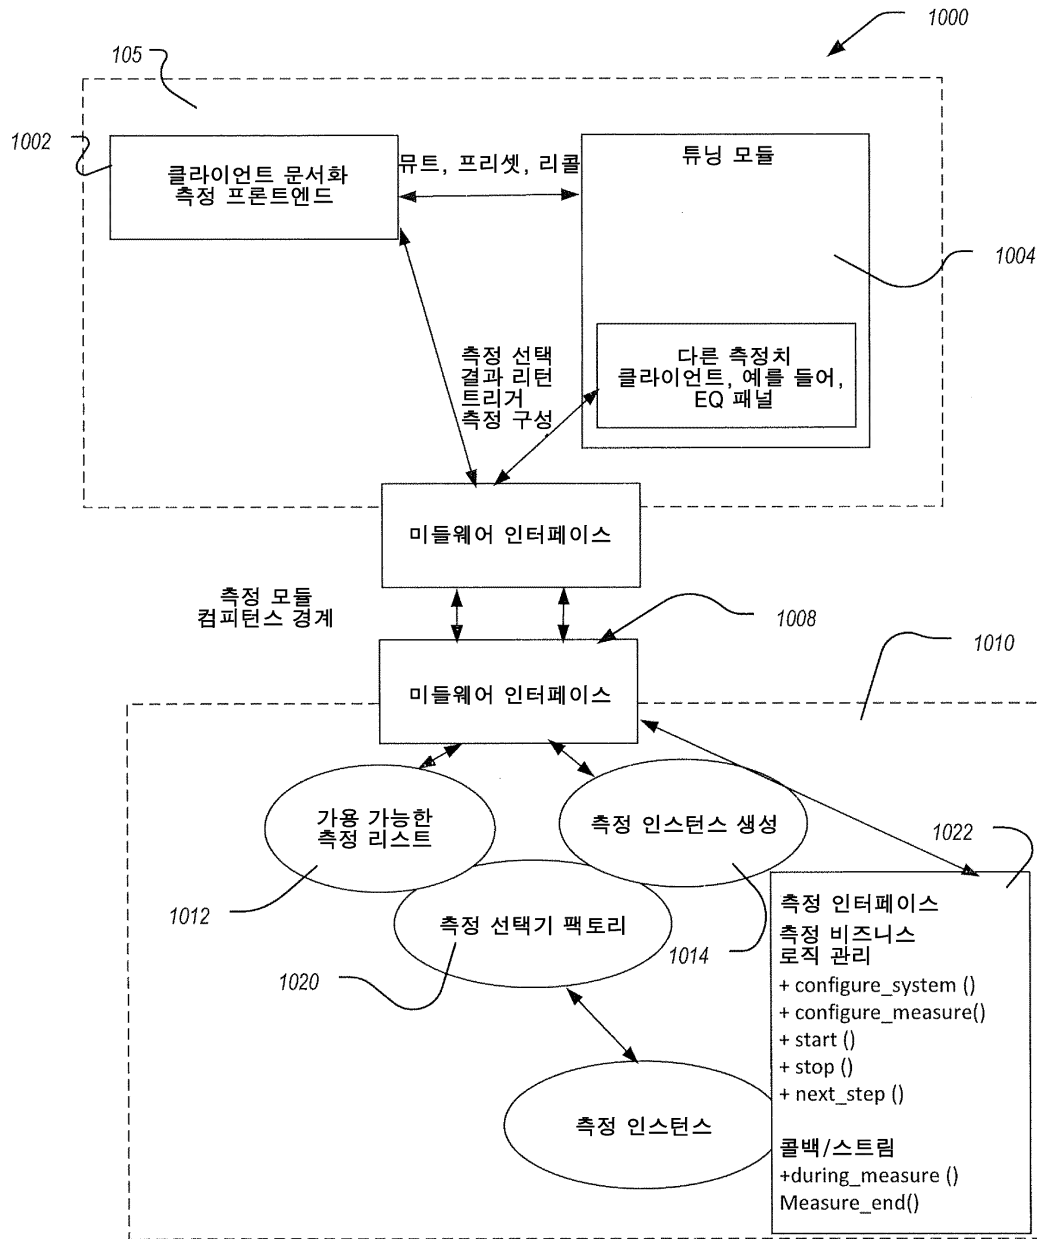 1000
105
1002
클라이언트 문서화
측정 프론트엔드
뮤트, 프리셋, 리콜
튜닝 모듈
1004
측정 선택
결과 리턴
트리거
측정 구성
다른 측정치
클라이언트, 예를 들어,
EQ 패널
미들웨어 인터페이스
측정 모듈
컴피턴스 경계
1008
미들웨어 인터페이스
1010
가용 가능한
측정 리스트
측정 인스턴스 생성
1022
1012
측정 선택기 팩토리
1014
1020
측정 인터페이스
측정 비즈니스
로직 관리
+ configure_system ()
+ configure_measure()
+ start ()
+ stop ()
+ next_step ()
측정 인스턴스
콜백/스트림
+during_measure ()
Measure_end()